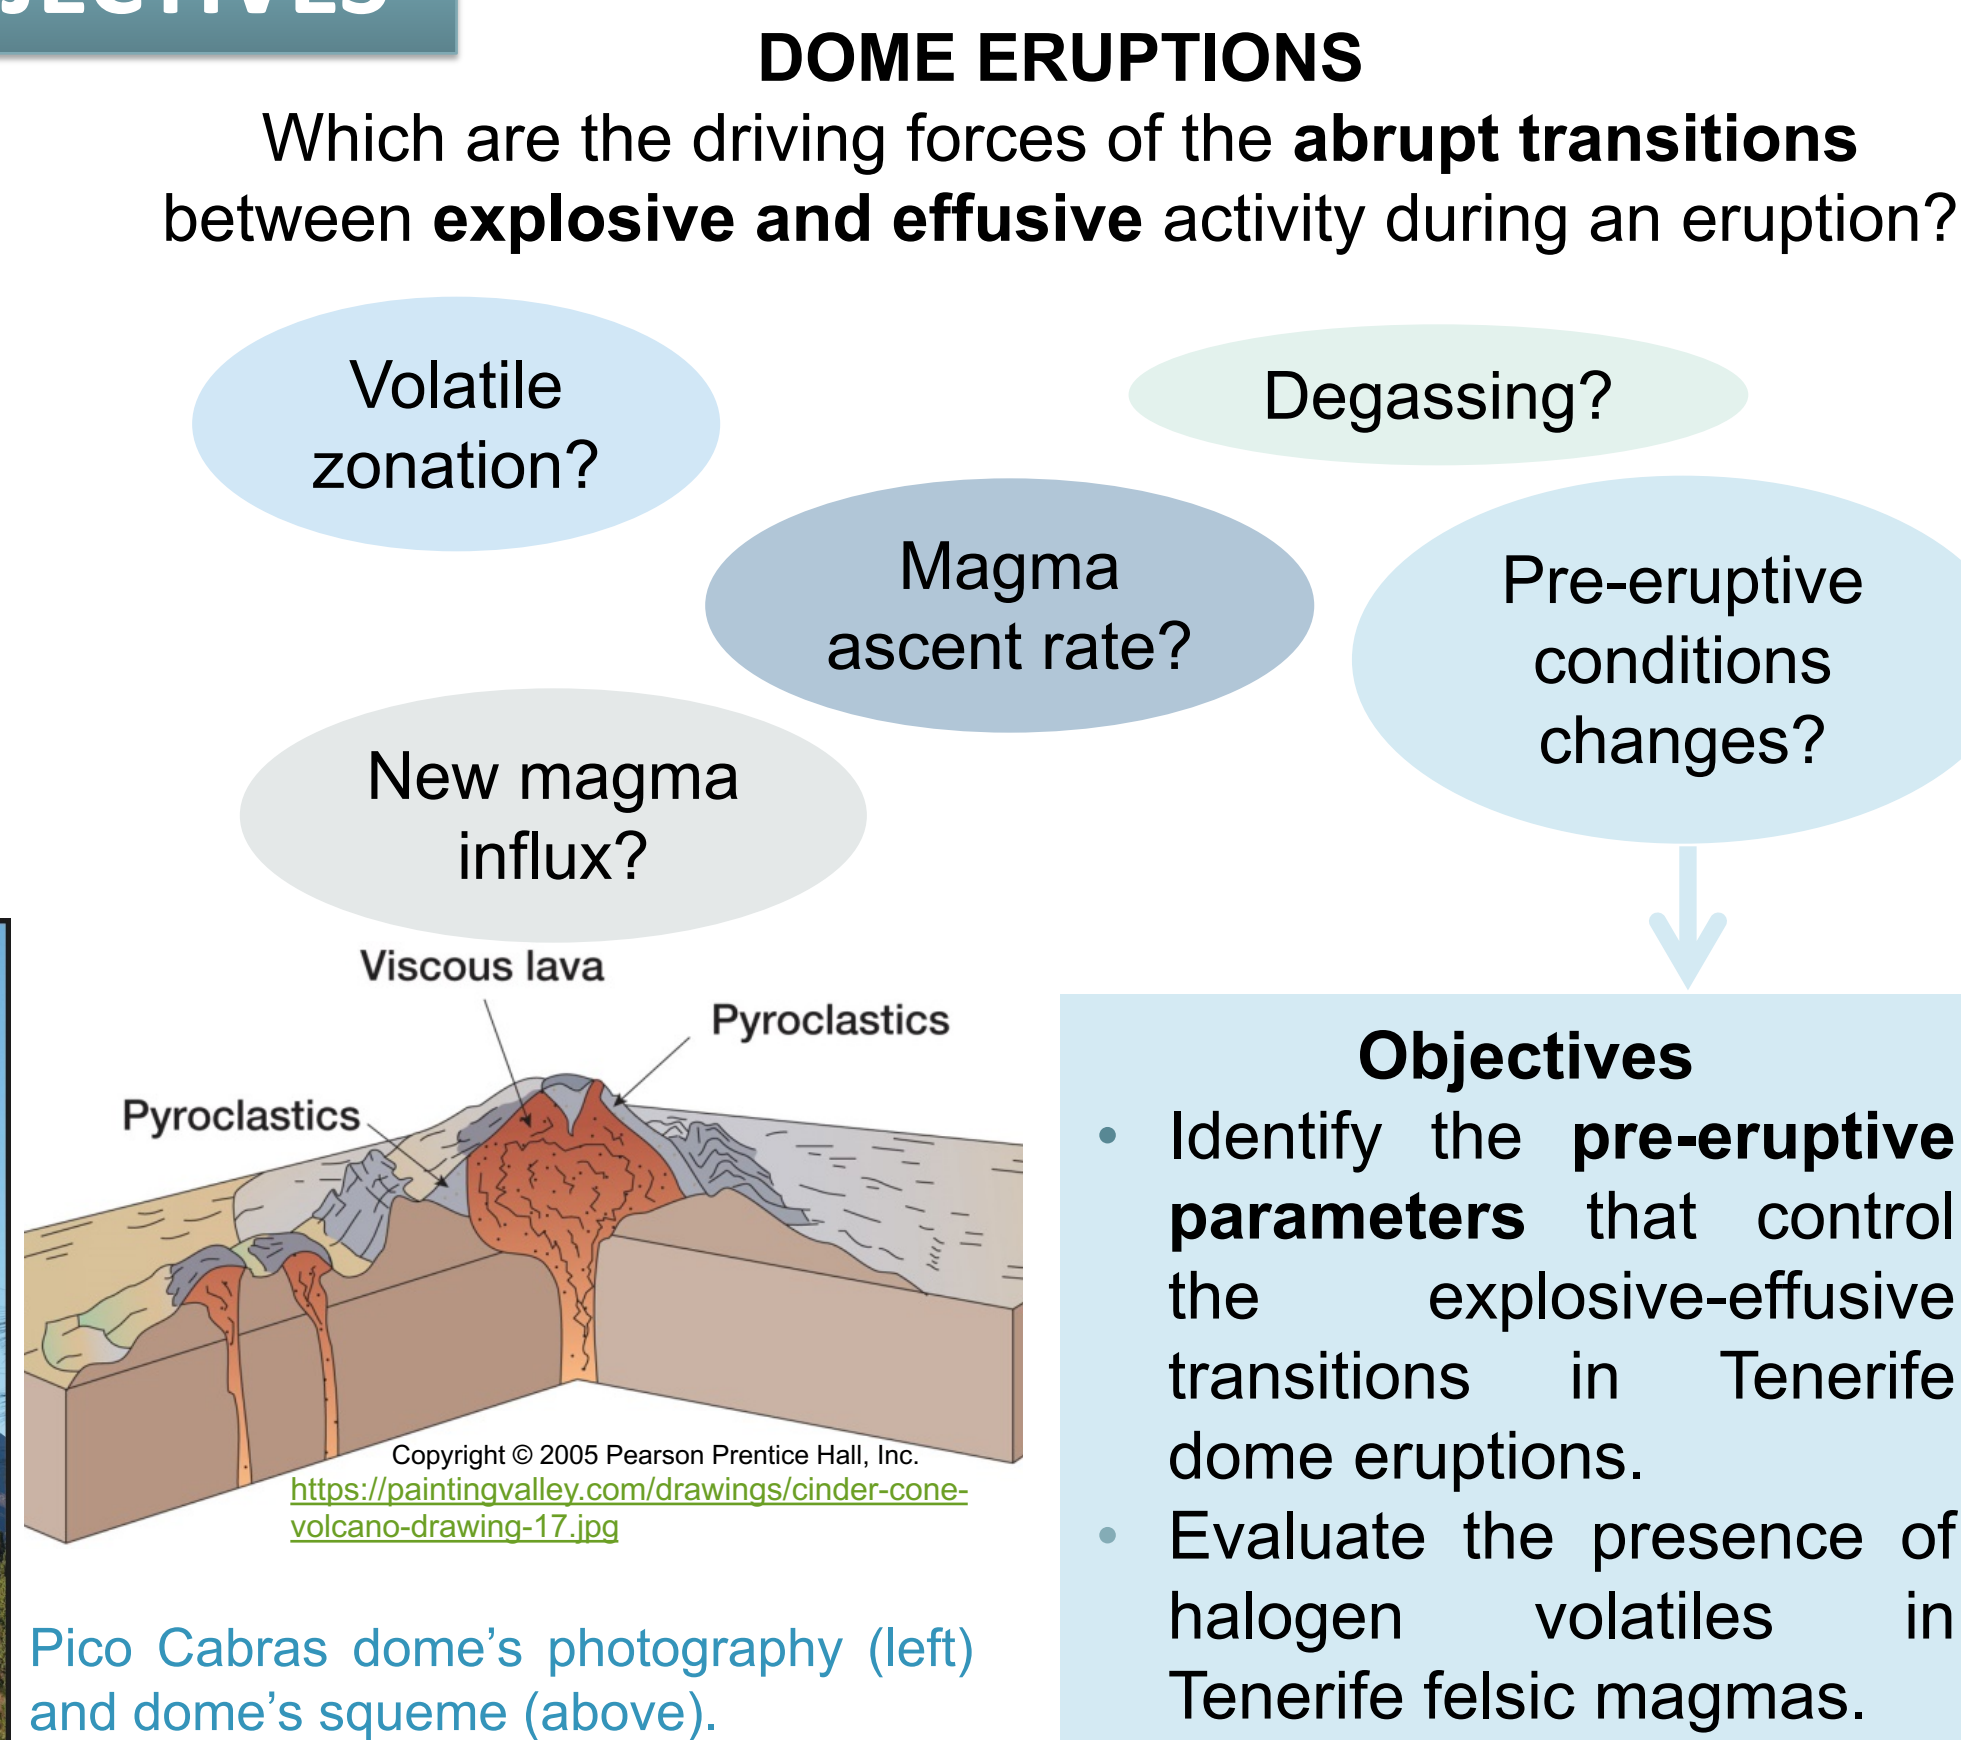 JECTIVES
DOME ERUPTIONS
Which are the driving forces of the abrupt transitions
between explosive and effusive activity during an eruption?
Volatile
zonation?
Degassing?
Magma
ascent rate?
Pre-eruptive
conditions
changes?
New magma
influx?
Viscous lava
Pyroclastics
Pyroclastics
Copyright © 2005 Pearson Prentice Hall, Inc.
https://paintingvalley.com/drawings/cinder-cone-
volcano-drawing-17.jpg
Pico Cabras dome’s photography (left)
and dome’s squeme (above).
Objectives
• Identify the pre-eruptive
parameters that control
the explosive-effusive
transitions in Tenerife
dome eruptions.
• Evaluate the presence of
halogen volatiles in
Tenerife felsic magmas.